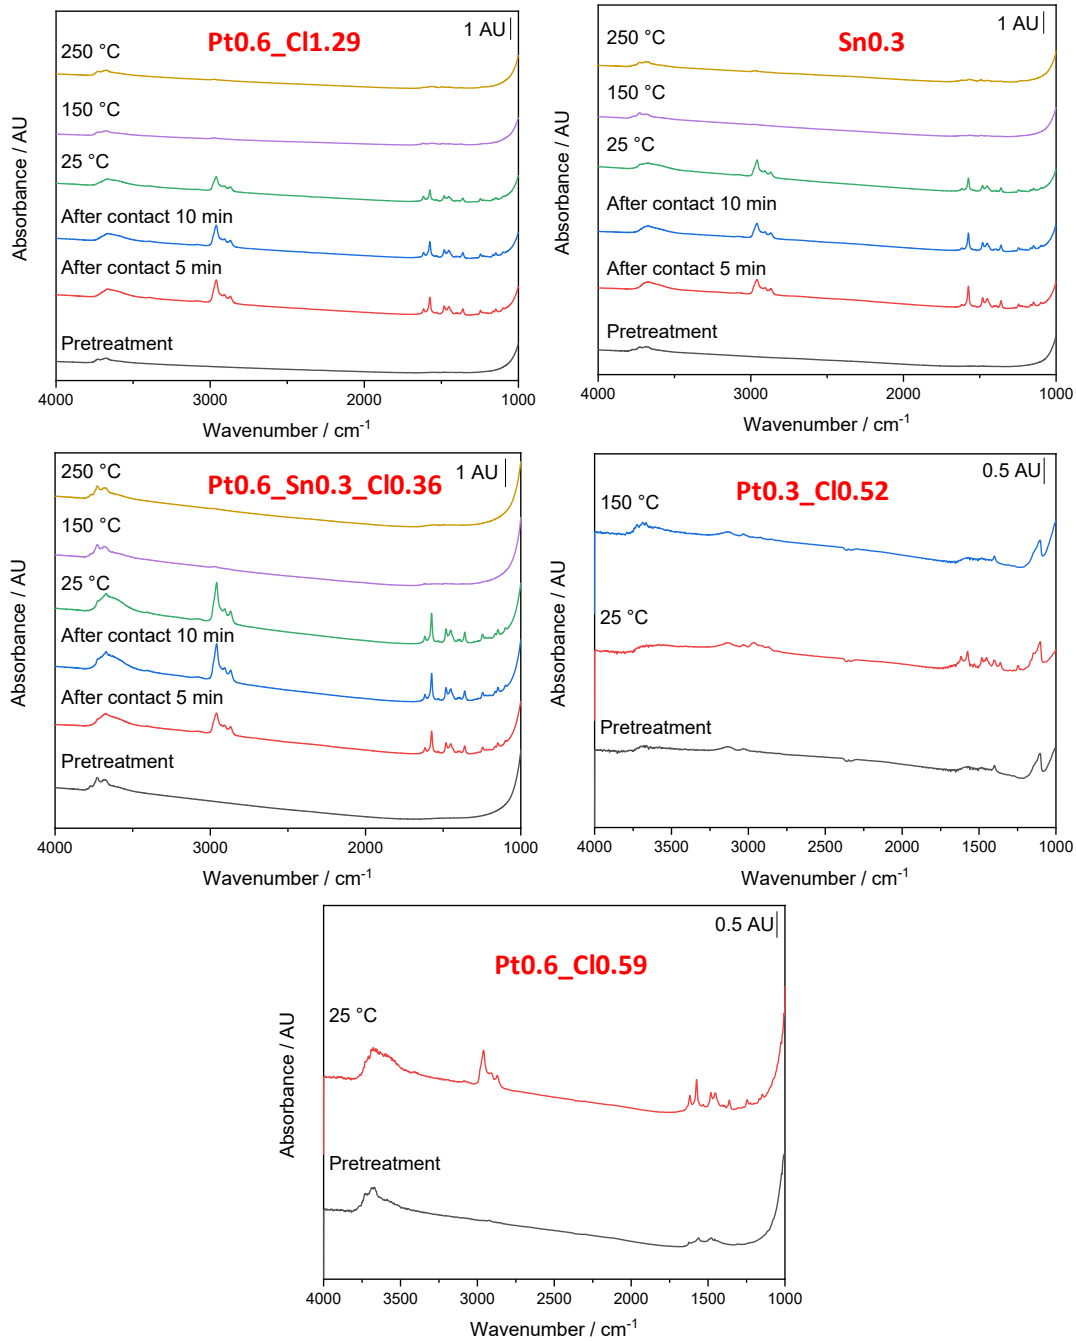 Pt0.6_Cl1.29
1 AU
250 °C
150 °C
25 °C
After contact 10 min
After contact 5 min
Pretreatment
Absorbance / AU
4000 3000 2000 1000
Wavenumber / cm⁻¹
Sn0.3
1 AU
250 °C
150 °C
25 °C
After contact 10 min
After contact 5 min
Pretreatment
Absorbance / AU
4000 3000 2000 1000
Wavenumber / cm⁻¹
Pt0.6_Sn0.3_Cl0.36
1 AU
250 °C
150 °C
25 °C
After contact 10 min
After contact 5 min
Pretreatment
Absorbance / AU
4000 3000 2000 1000
Wavenumber / cm⁻¹
Pt0.3_Cl0.52
0.5 AU
150 °C
25 °C
Pretreatment
Absorbance / AU
4000 3500 3000 2500 2000 1500 1000
Wavenumber / cm⁻¹
Pt0.6_Cl0.59
0.5 AU
25 °C
Pretreatment
Absorbance / AU
4000 3500 3000 2500 2000 1500 1000
Wavenumber / cm⁻¹